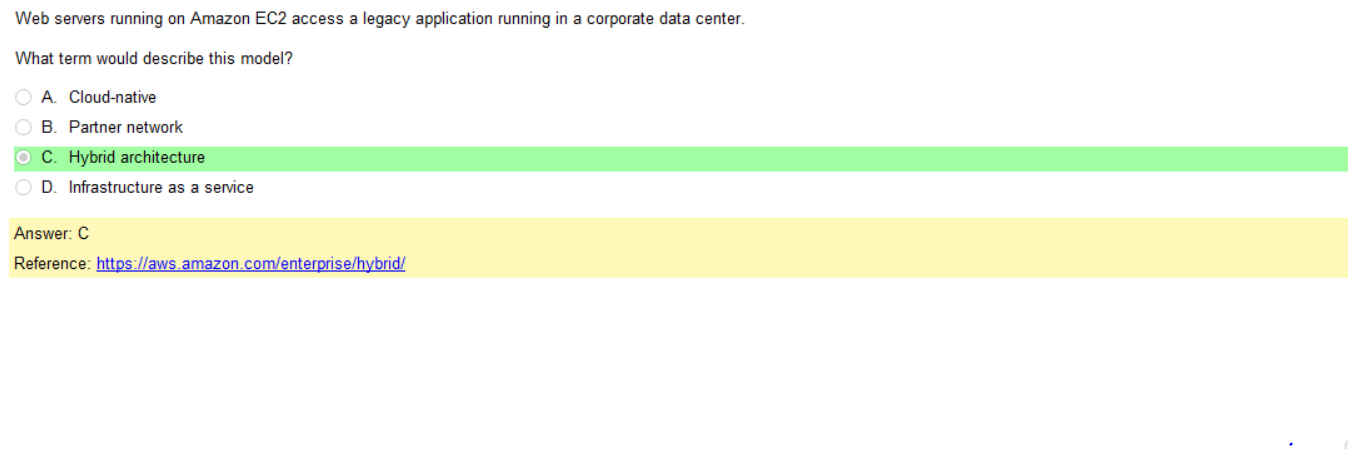 Web servers running on Amazon EC2 access a legacy application running in a corporate data center.
What term would describe this model?
A. Cloud-native
B. Partner network
C. Hybrid architecture
D. Infrastructure as a service
Answer: C
Reference: https://aws.amazon.com/enterprise/hybrid/